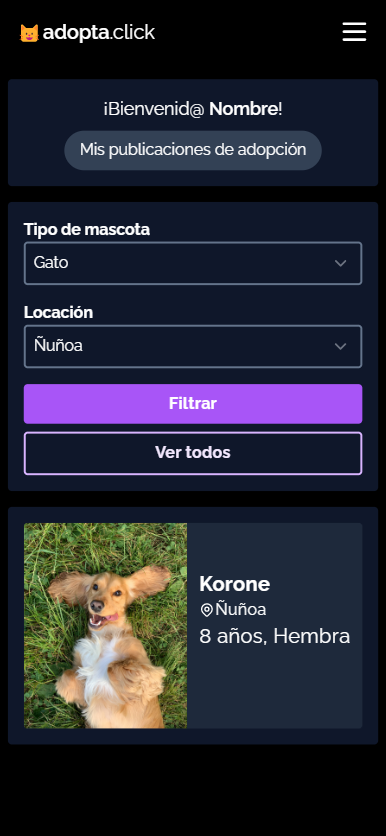 adopta.click
¡Bienvenid@ Nombre!
Mis publicaciones de adopción
Tipo de mascota
Gato
Locación
Ñuñoa
Filtrar
Ver todos
Korone
Ñuñoa
8 años, Hembra